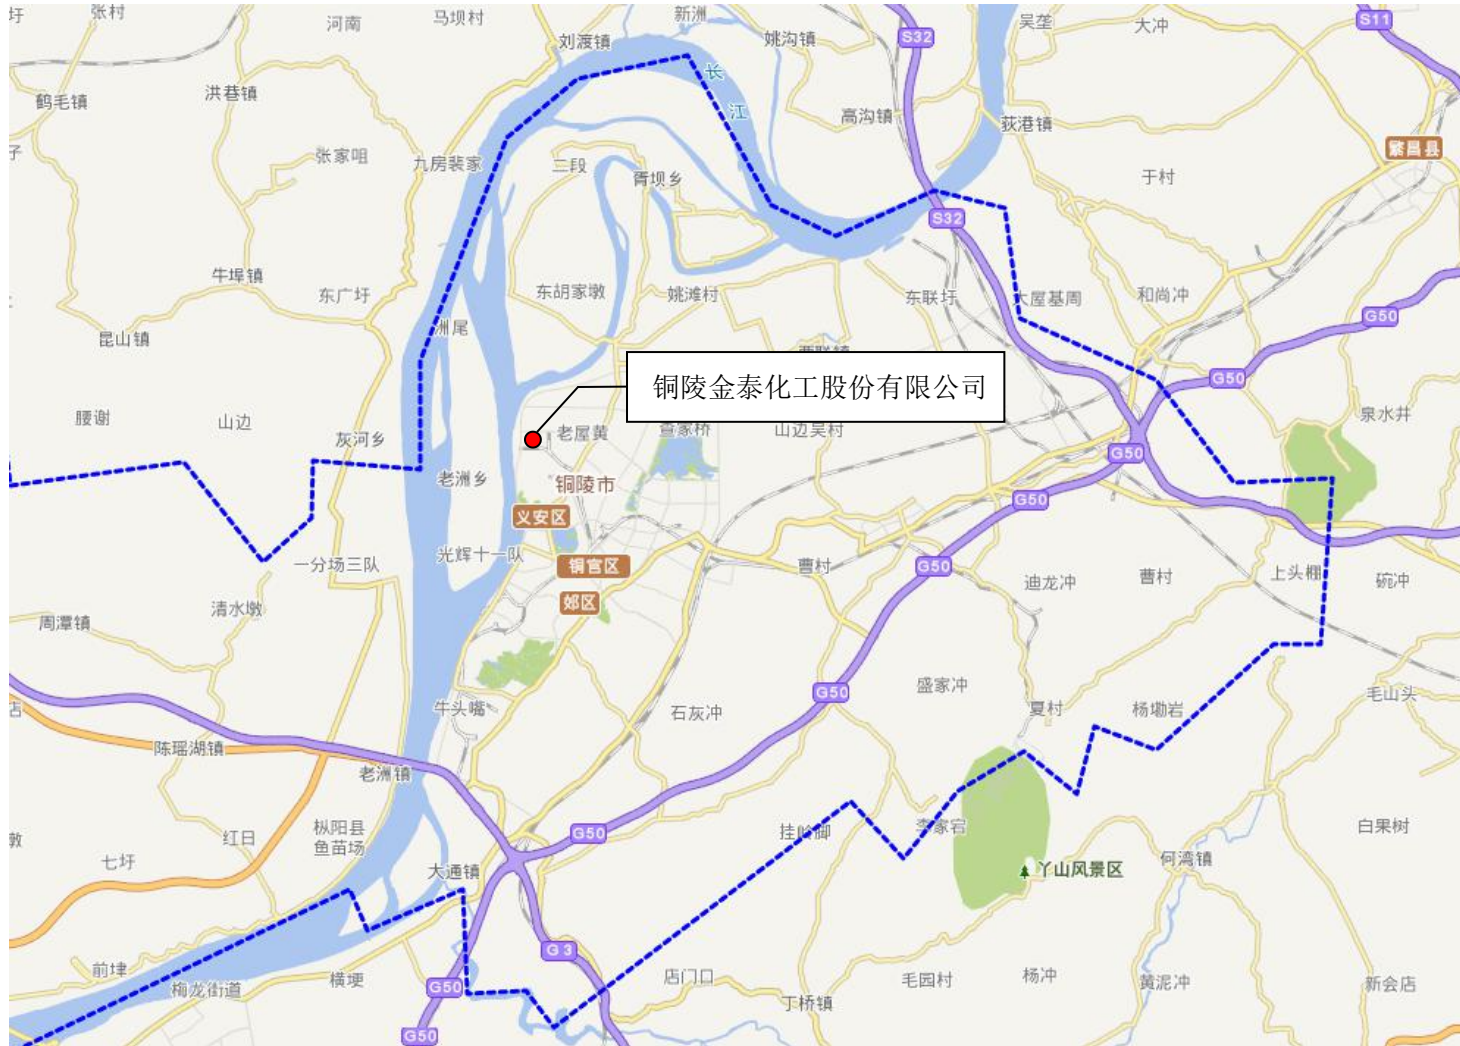 圩
张村
河南
马坝村
新洲
吴垄
大冲
S11
刘渡镇
姚沟镇
S32
鹤毛镇
洪巷镇
长
江
高沟镇
荻港镇
繁昌县
子
张家咀
九房裴家
二段
胥坝乡
于村
S32
牛埠镇
东广圩
东胡家墩
姚滩村
东联圩
大屋基周
和尚冲
G50
昆山镇
洲尾
铜陵金泰化工股份有限公司
G50
腰谢
山边
灰河乡
老屋黄
山边吴村
泉水井
G50
老洲乡
铜陵市
G50
义安区
光辉十一队
一分场三队
铜官区
曹村
G50
迪龙冲
曹村
上头棚
碗冲
郊区
清水墩
周潭镇
盛家冲
G50
毛山头
店
牛头嘴
石灰冲
夏村
杨塥岩
陈瑶湖镇
老洲镇
墩
红日
枞阳县
鱼苗场
G50
挂岭脚
李家宕
白果树
七圩
大通镇
何湾镇
丫山风景区
G3
前埂
梅龙街道
横埂
G50
店门口
毛园村
杨冲
黄泥冲
新会店
丁桥镇
G50